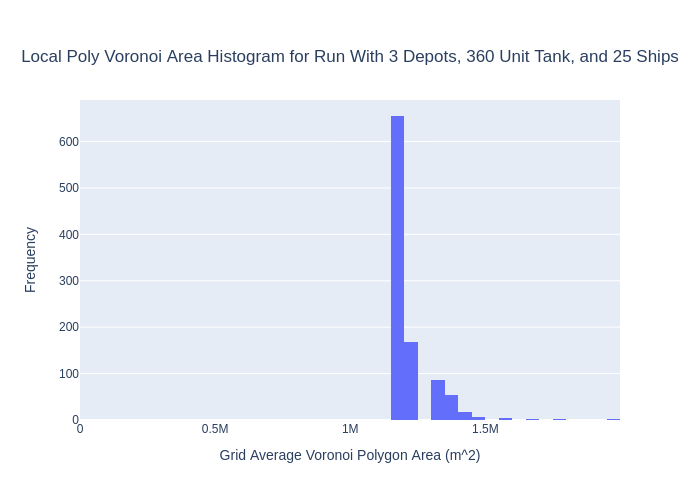 Local Poly Voronoi Area Histogram for Run With 3 Depots, 360 Unit Tank, and 25 Ships
600
500
400
300
200
100
0
Frequency
0 0.5M 1M 1.5M
Grid Average Voronoi Polygon Area (m^2)